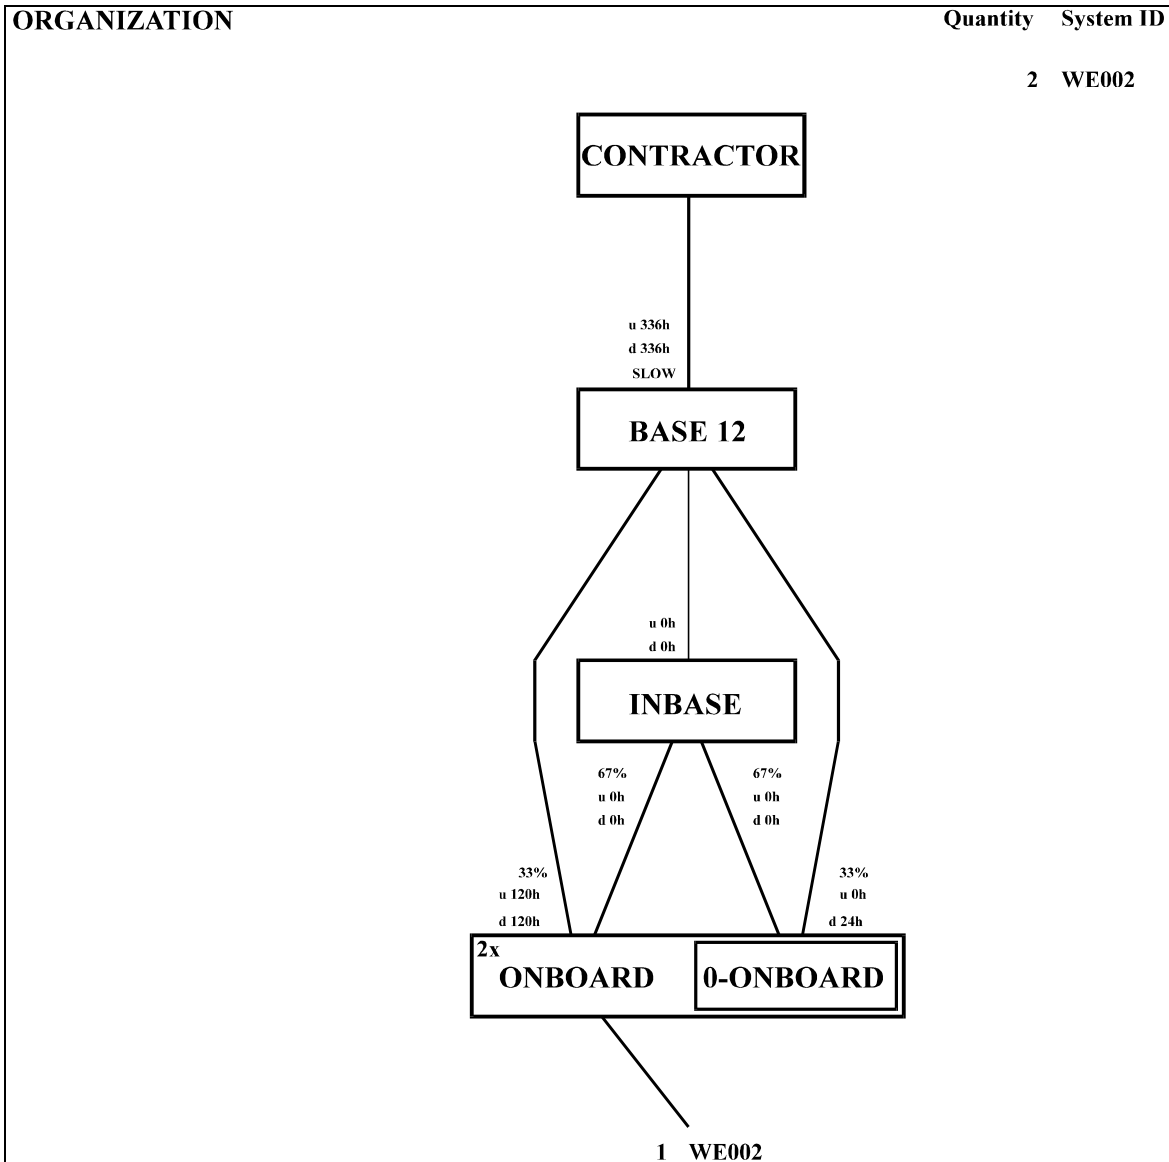 ORGANIZATION
Quantity System ID
2 WE002
CONTRACTOR
u 336h
d 336h
SLOW
BASE 12
u 0h
d 0h
INBASE
67%
u 0h
d 0h
67%
u 0h
d 0h
33%
u 120h
d 120h
33%
u 0h
d 24h
2x
ONBOARD
0-ONBOARD
1 WE002